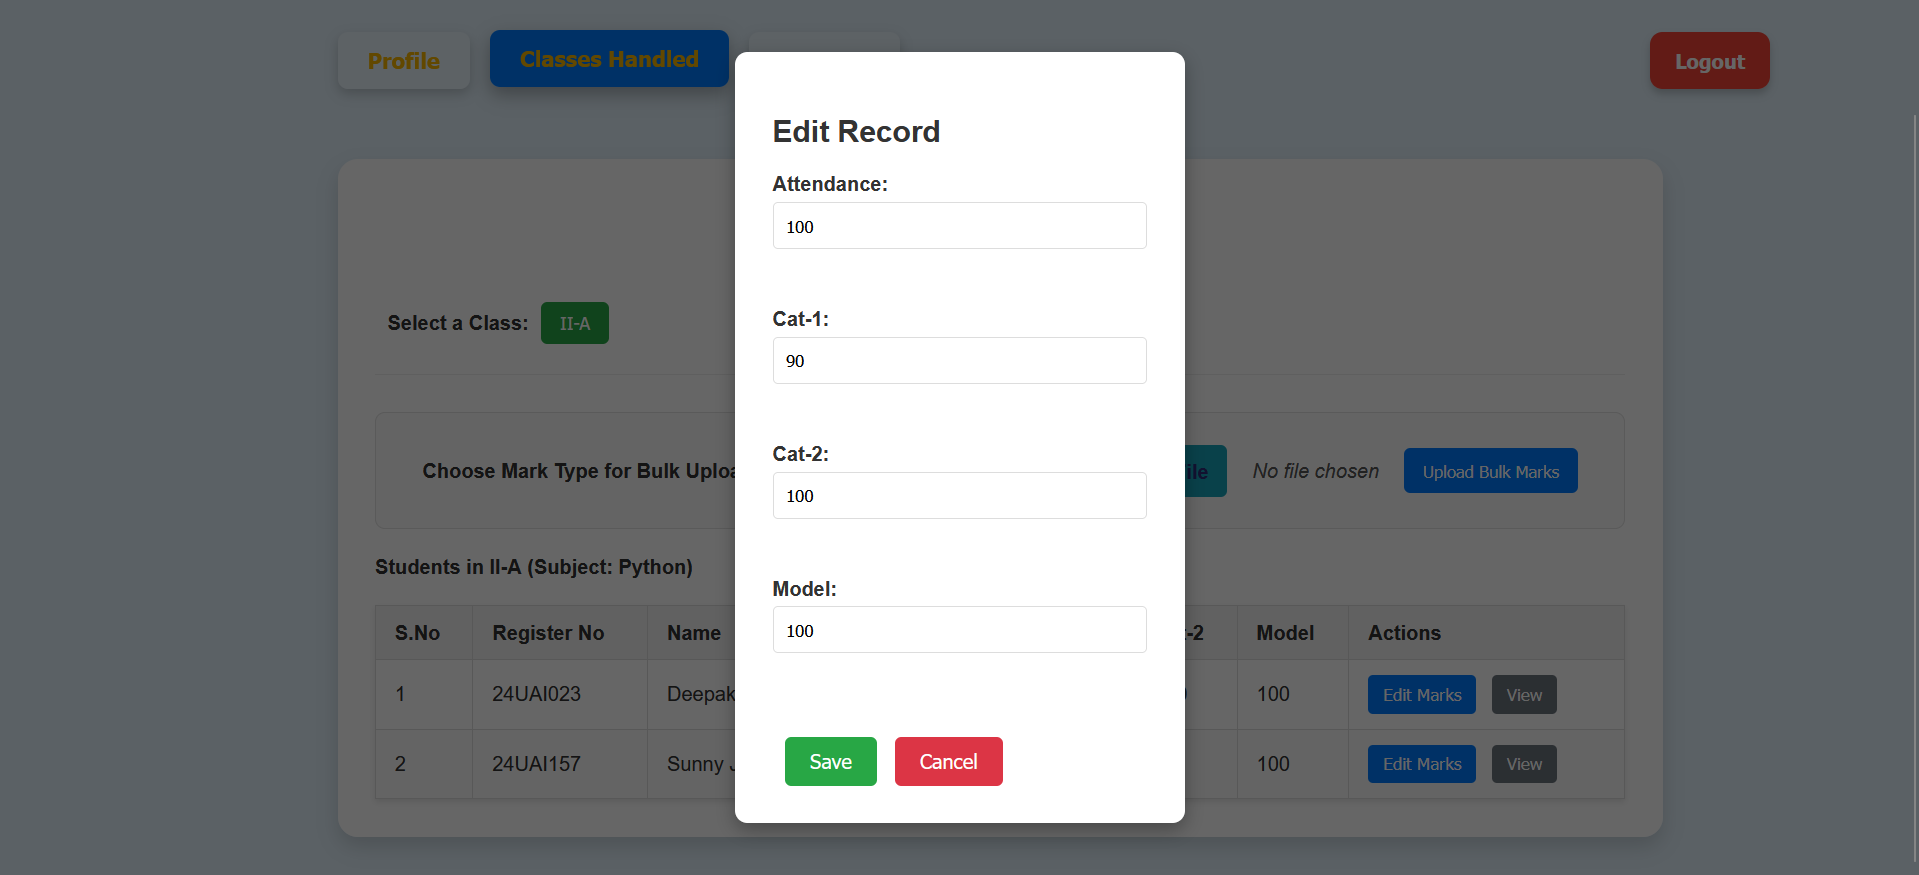 Profile
Classes Handled
Logout
Edit Record
Attendance:
100
Cat-1:
90
Cat-2:
100
Model:
100
Save
Cancel
Select a Class:
II-A
Choose Mark Type for Bulk
No file chosen
Upload Bulk Marks
Students in II-A (Subject: Python)
S.No Register No Name Model Actions
1 24UAI023 Deepak 100 Edit Marks View
2 24UAI157 Sunny 100 Edit Marks View